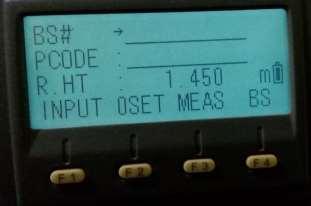 BS# →
PCODE :
R.HT : 1.450 m
INPUT OSET MEAS BS
F1 F2 F3 F4